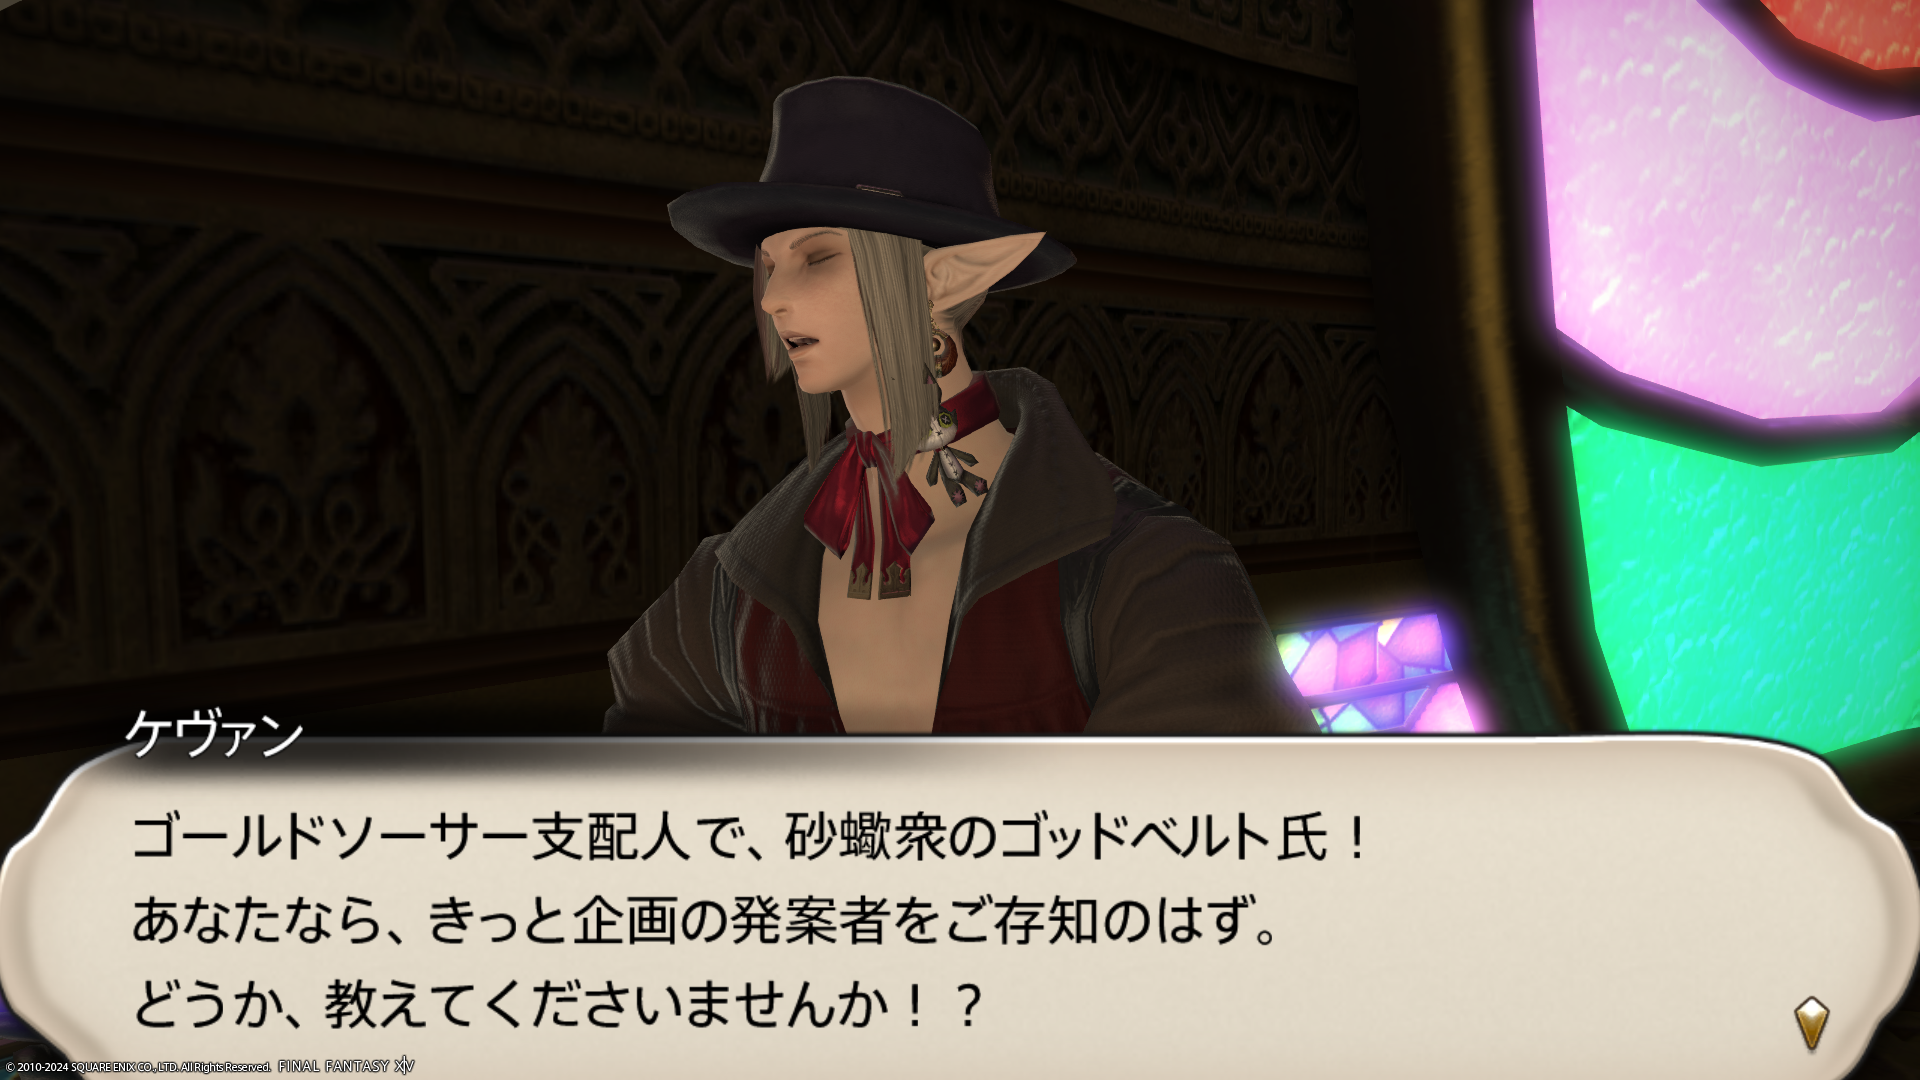 ケヴァン
ゴールドソーサー支配人で、砂蠍衆のゴッドベルト氏！
あなたなら、きっと企画の発案者をご存知のはず。
どうか、教えてくださいませんか！？
© 2010-2024 SQUARE ENIX CO., LTD. All Rights Reserved. FINAL FANTASY XIV